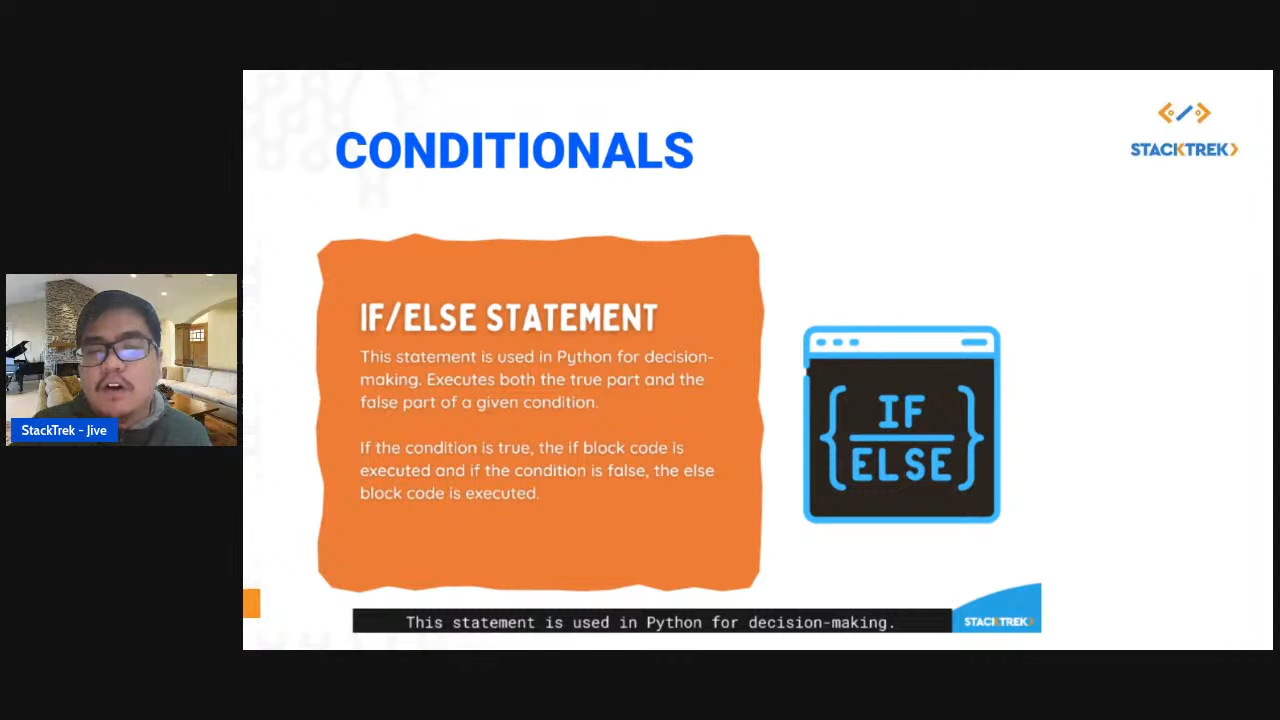 CONDITIONALS
STACKTREK
IF/ELSE STATEMENT
This statement is used in Python for decision-
making. Executes both the true part and the
false part of a given condition.
If the condition is true, the if block code is
executed and if the condition is false, the else
block code is executed.
IF
ELSE
StackTrek - Jive
This statement is used in Python for decision-making.
STACKTREK